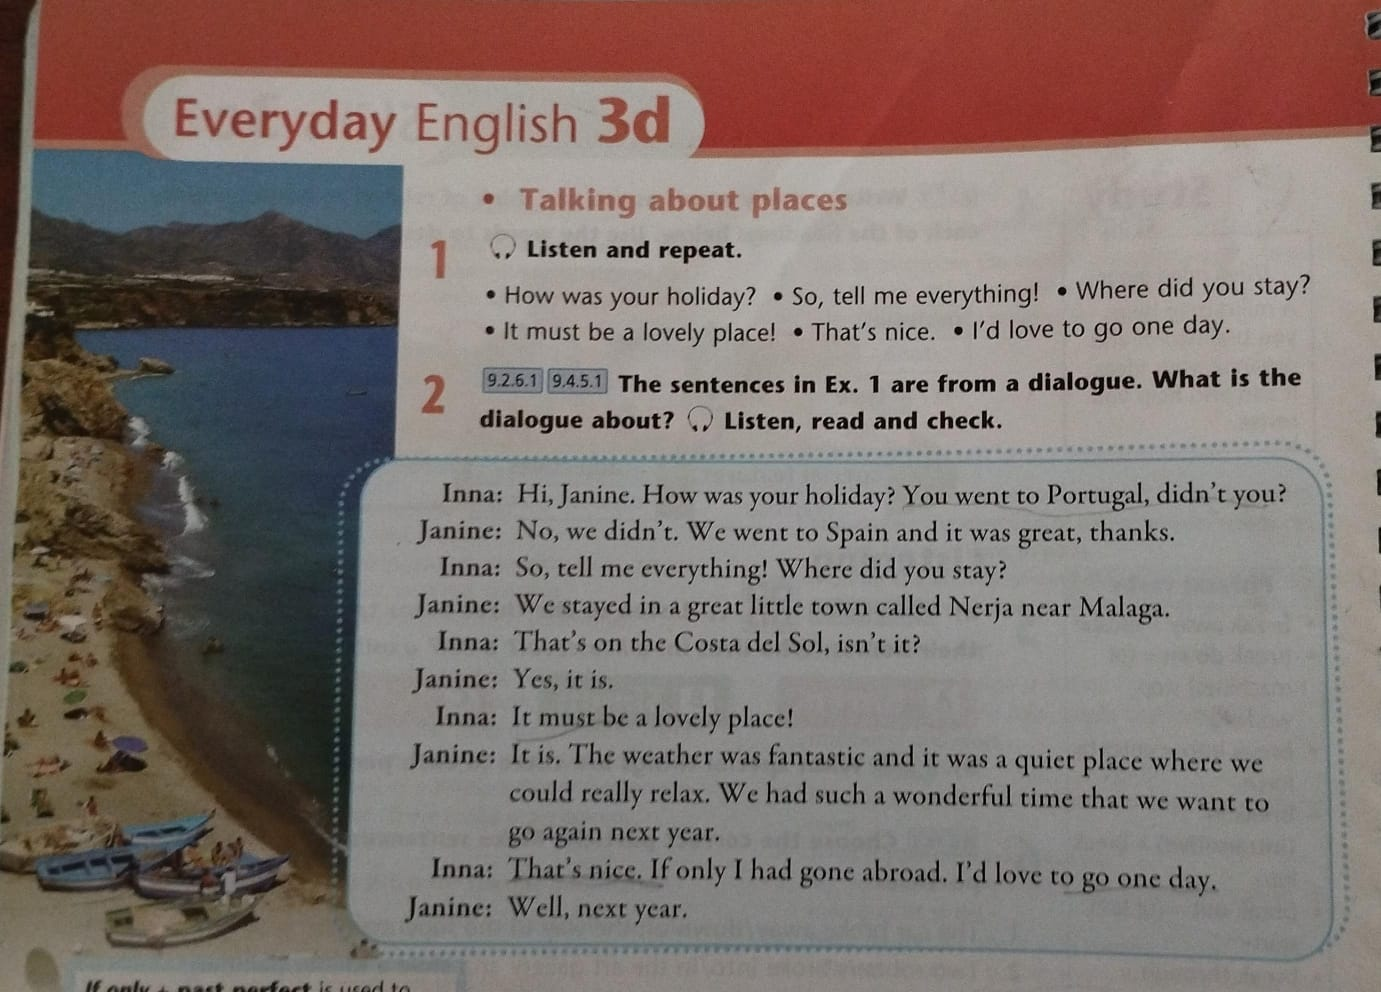 Everyday English 3d
• Talking about places
1 Listen and repeat.
• How was your holiday? • So, tell me everything! • Where did you stay?
• It must be a lovely place! • That's nice. • I'd love to go one day.
2 9.2.6.1 9.4.5.1 The sentences in Ex. 1 are from a dialogue. What is the
dialogue about? Listen, read and check.
Inna: Hi, Janine. How was your holiday? You went to Portugal, didn't you?
Janine: No, we didn't. We went to Spain and it was great, thanks.
Inna: So, tell me everything! Where did you stay?
Janine: We stayed in a great little town called Nerja near Malaga.
Inna: That's on the Costa del Sol, isn't it?
Janine: Yes, it is.
Inna: It must be a lovely place!
Janine: It is. The weather was fantastic and it was a quiet place where we
could really relax. We had such a wonderful time that we want to
go again next year.
Inna: That's nice. If only I had gone abroad. I'd love to go one day.
Janine: Well, next year.
If only + past perfect is used to